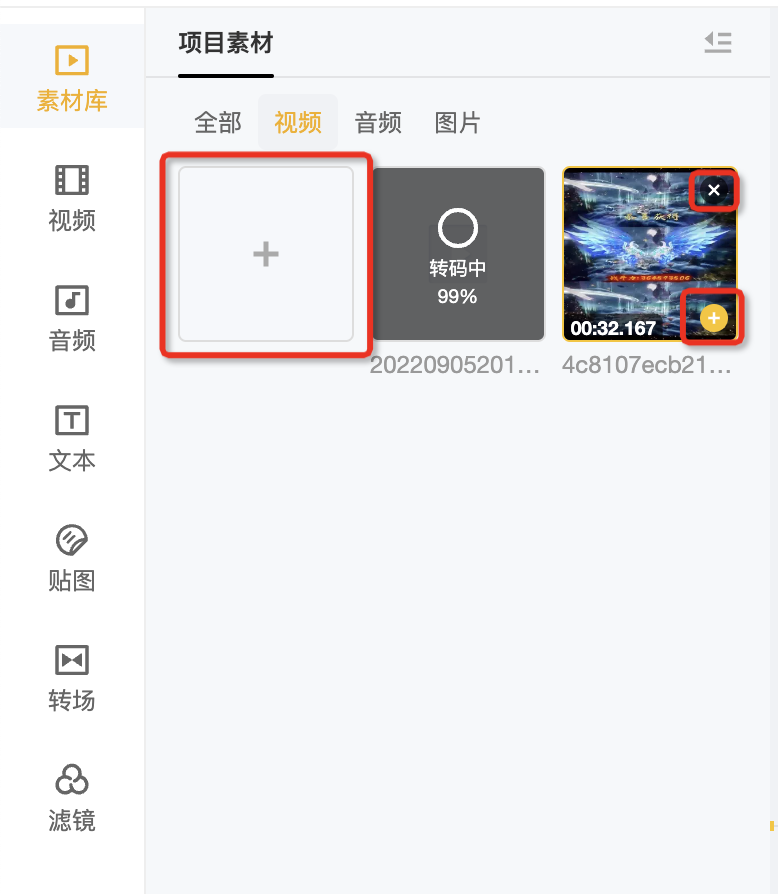 素材库
视频
音频
文本
贴图
转场
滤镜
项目素材
全部 视频 音频 图片
转码中
99%
20220905201...
00:32.167
4c8107ecb21...